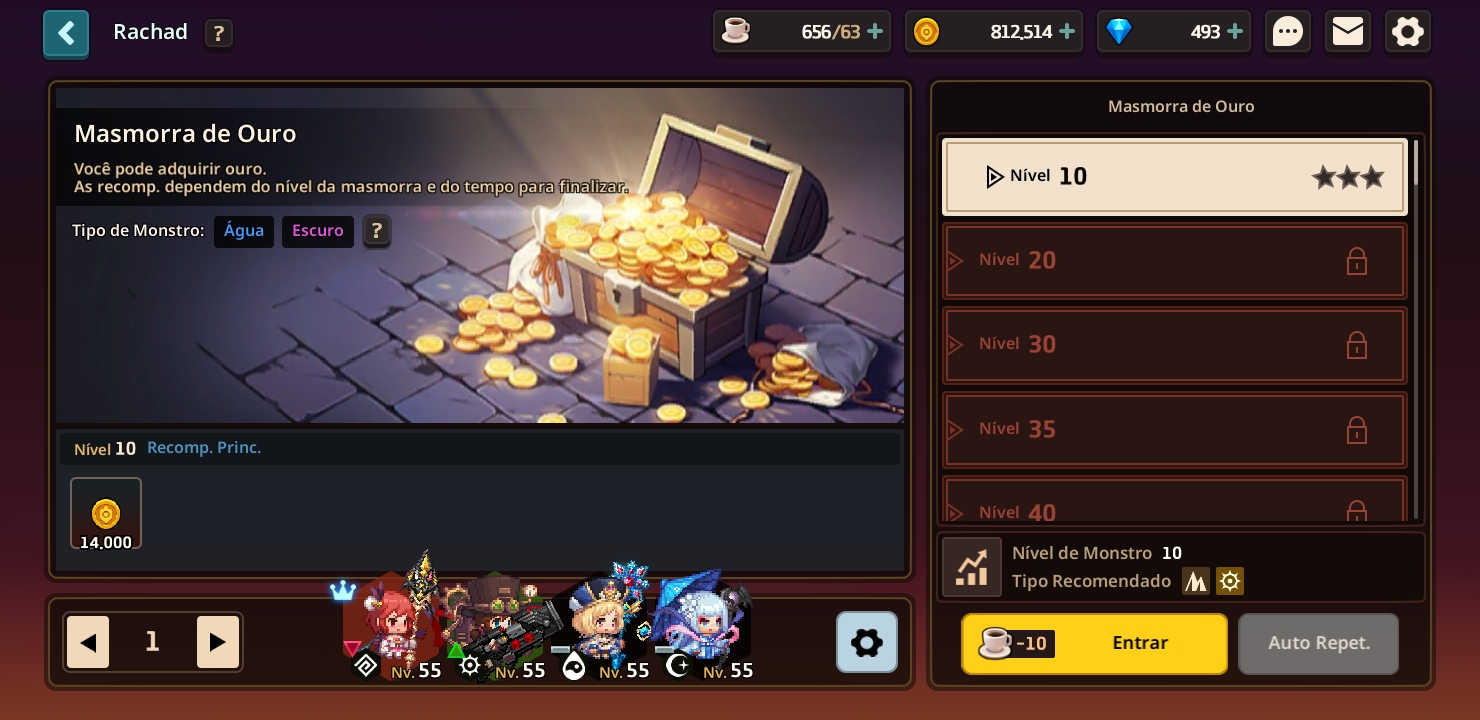 Rachad ?
656/63
812,514
493
Masmorra de Ouro
Você pode adquirir ouro.
As recomp. dependem do nível da masmorra e do tempo para finalizar.
Tipo de Monstro: Água Escuro ?
Nível 10 Recomp. Princ.
14,000
1
Nv. 55
Nv. 55
Nv. 55
Nv. 55
Masmorra de Ouro
Nível 10
Nível 20
Nível 30
Nível 35
Nível 40
Nível de Monstro 10
Tipo Recomendado
-10 Entrar
Auto Repet.